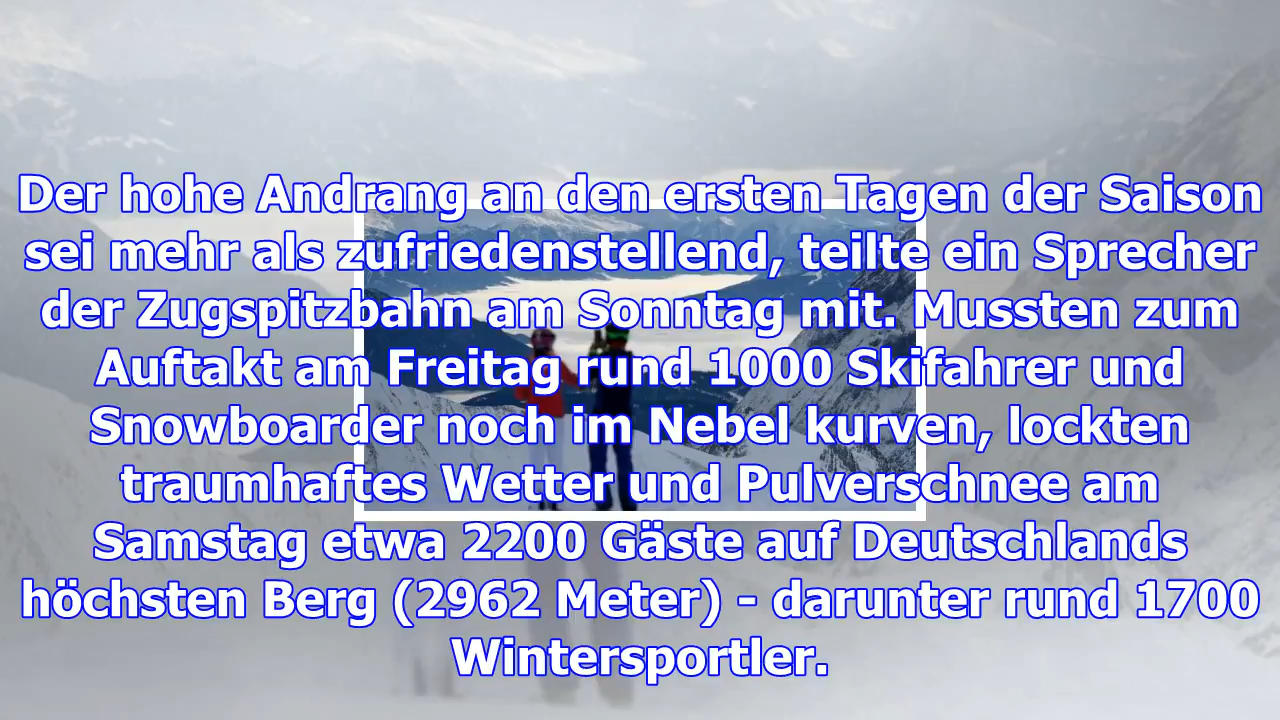 Der hohe Andrang an den ersten Tagen der Saison
sei mehr als zufriedenstellend, teilte ein Sprecher
der Zugspitzbahn am Sonntag mit. Mussten zum
Auftakt am Freitag rund 1000 Skifahrer und
Snowboarder noch im Nebel kurven, lockten
traumhaftes Wetter und Pulverschnee am
Samstag etwa 2200 Gäste auf Deutschlands
höchsten Berg (2962 Meter) - darunter rund 1700
Wintersportler.